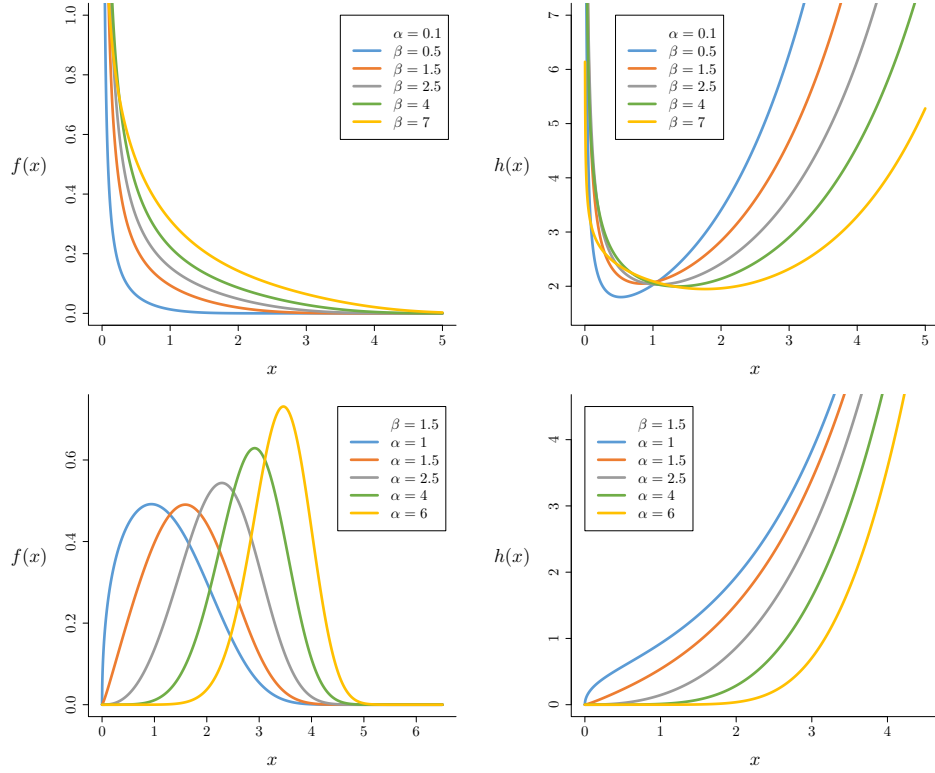 1.0
0.8
0.6
0.4
0.2
0.0
f(x)
0 1 2 3 4 5
x
α = 0.1
β = 0.5
β = 1.5
β = 2.5
β = 4
β = 7
7
6
5
4
3
2
h(x)
0 1 2 3 4 5
x
α = 0.1
β = 0.5
β = 1.5
β = 2.5
β = 4
β = 7
0.6
0.4
0.2
0.0
f(x)
0 1 2 3 4 5 6
x
β = 1.5
α = 1
α = 1.5
α = 2.5
α = 4
α = 6
4
3
2
1
0
h(x)
0 1 2 3 4
x
β = 1.5
α = 1
α = 1.5
α = 2.5
α = 4
α = 6